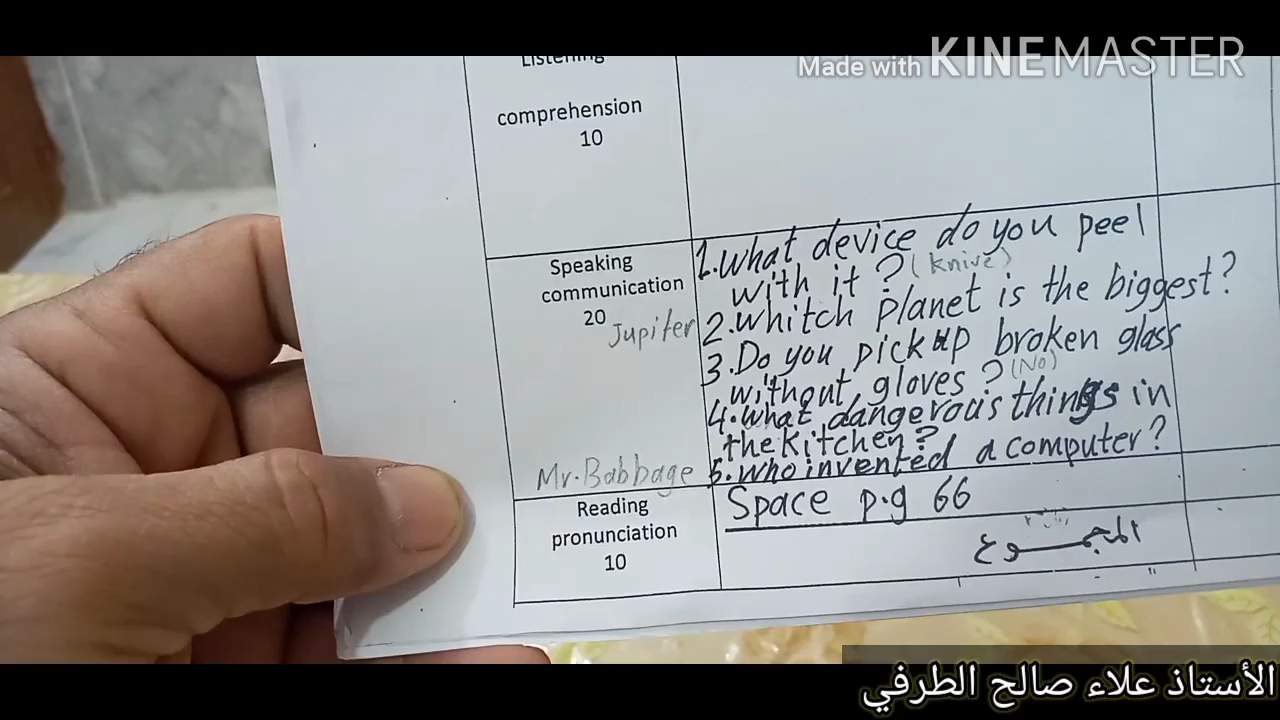 Made with KINEMASTER
Listening
comprehension
10
Speaking
communication
20
Jupiter
Mr. Babbage
1. What device do you peel
with it? (knive)
2. Whitch planet is the biggest?
3. Do you pick up broken glass
without gloves? (No)
4. what dangerous things in
the kitchen?
5. who invented a computer?
Reading
pronunciation
10
Space p.g 66
المجمـــوع
الأستاذ علاء صالح الطرفي